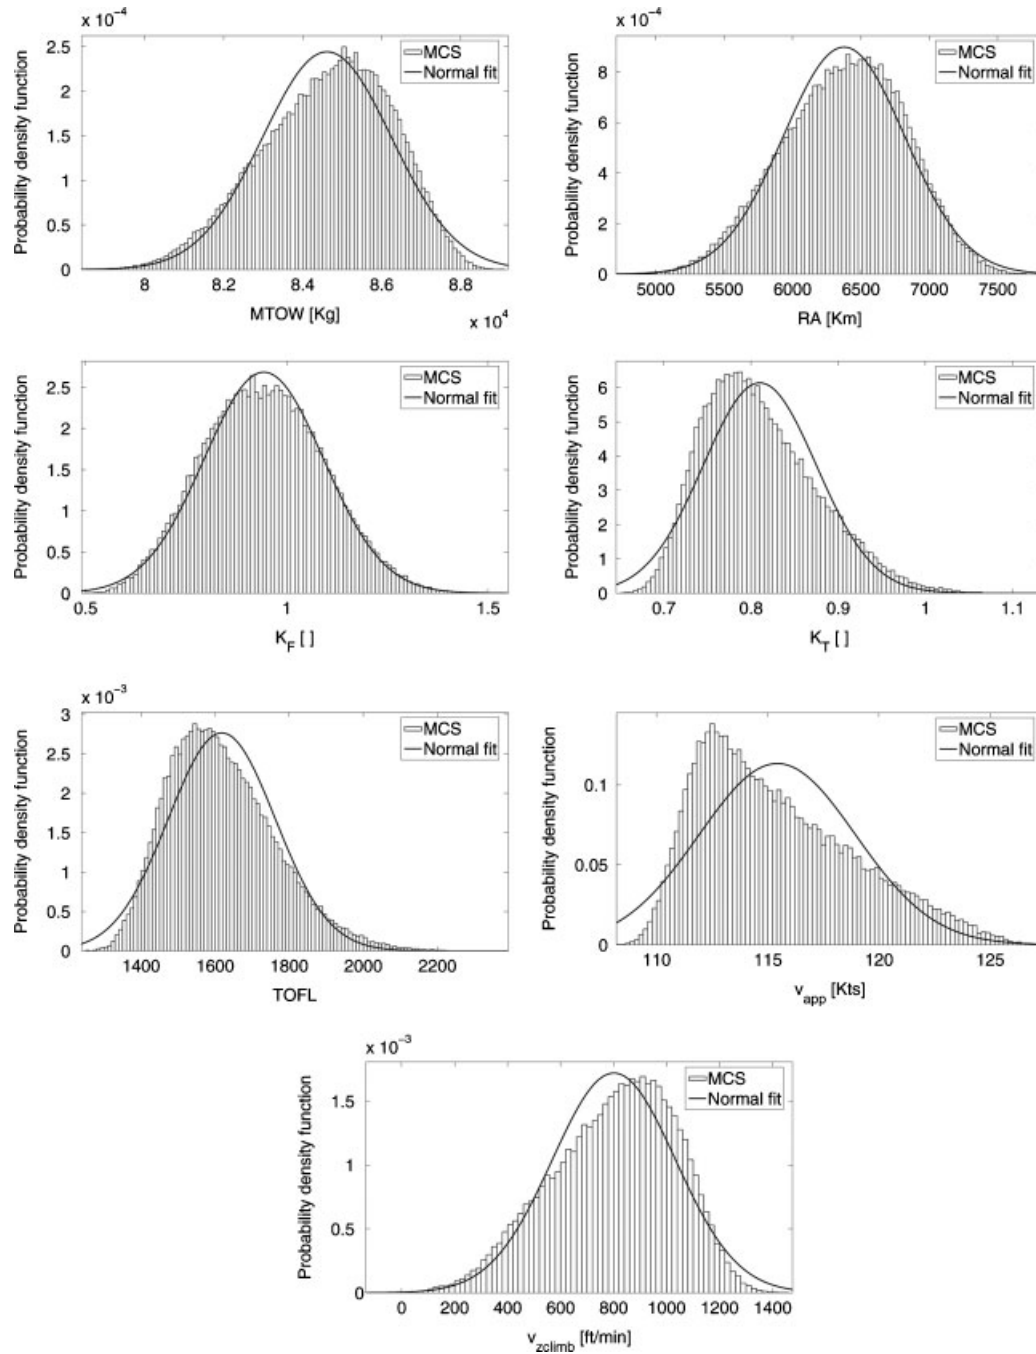 x 10⁻⁴
2.5
2
1.5
1
0.5
0
Probability density function
MCS
Normal fit
8 8.2 8.4 8.6 8.8
MTOW [Kg]
x 10⁴
x 10⁻⁴
8
6
4
2
0
Probability density function
MCS
Normal fit
5000 5500 6000 6500 7000 7500
RA [Km]
2.5
2
1.5
1
0.5
0
Probability density function
MCS
Normal fit
0.5 1 1.5
K_F [ ]
6
5
4
3
2
1
0
Probability density function
MCS
Normal fit
0.7 0.8 0.9 1 1.1
K_T [ ]
x 10⁻³
3
2.5
2
1.5
1
0.5
0
Probability density function
MCS
Normal fit
1400 1600 1800 2000 2200
TOFL
0.1
0.05
0
Probability density function
MCS
Normal fit
110 115 120 125
v_app [Kts]
x 10⁻³
1.5
1
0.5
0
Probability density function
MCS
Normal fit
0 200 400 600 800 1000 1200 1400
v_zclimb [ft/min]